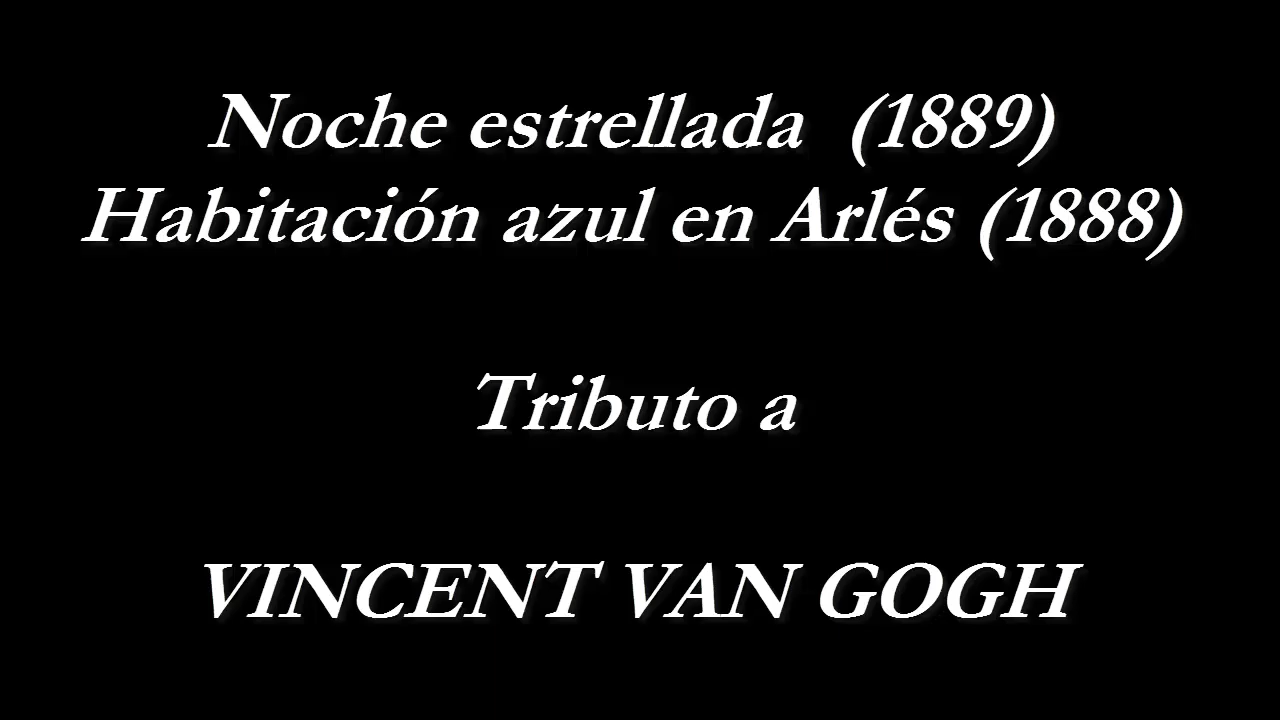 Noche estrellada (1889)
Habitación azul en Arlés (1888)
Tributo a
VINCENT VAN GOGH